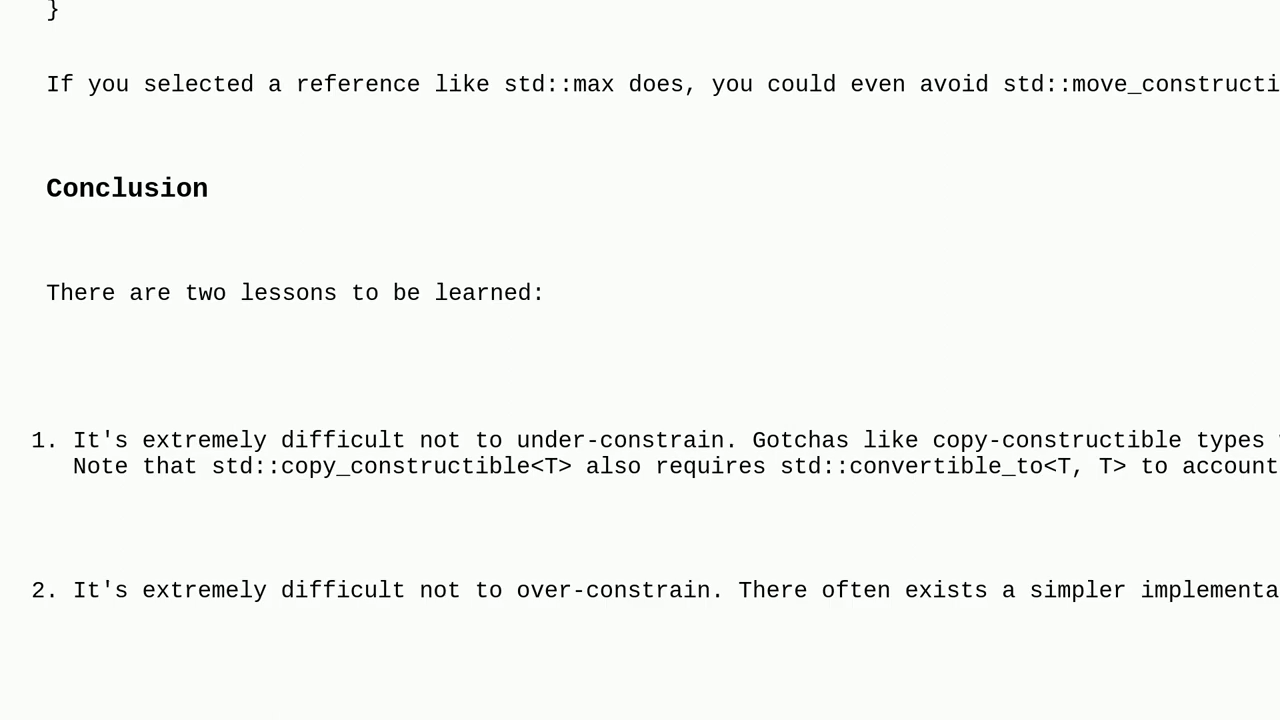 }
If you selected a reference like std::max does, you could even avoid std::move_constructi
Conclusion
There are two lessons to be learned:
1. It's extremely difficult not to under-constrain. Gotchas like copy-constructible types
Note that std::copy_constructible<T> also requires std::convertible_to<T, T> to account
2. It's extremely difficult not to over-constrain. There often exists a simpler implementa